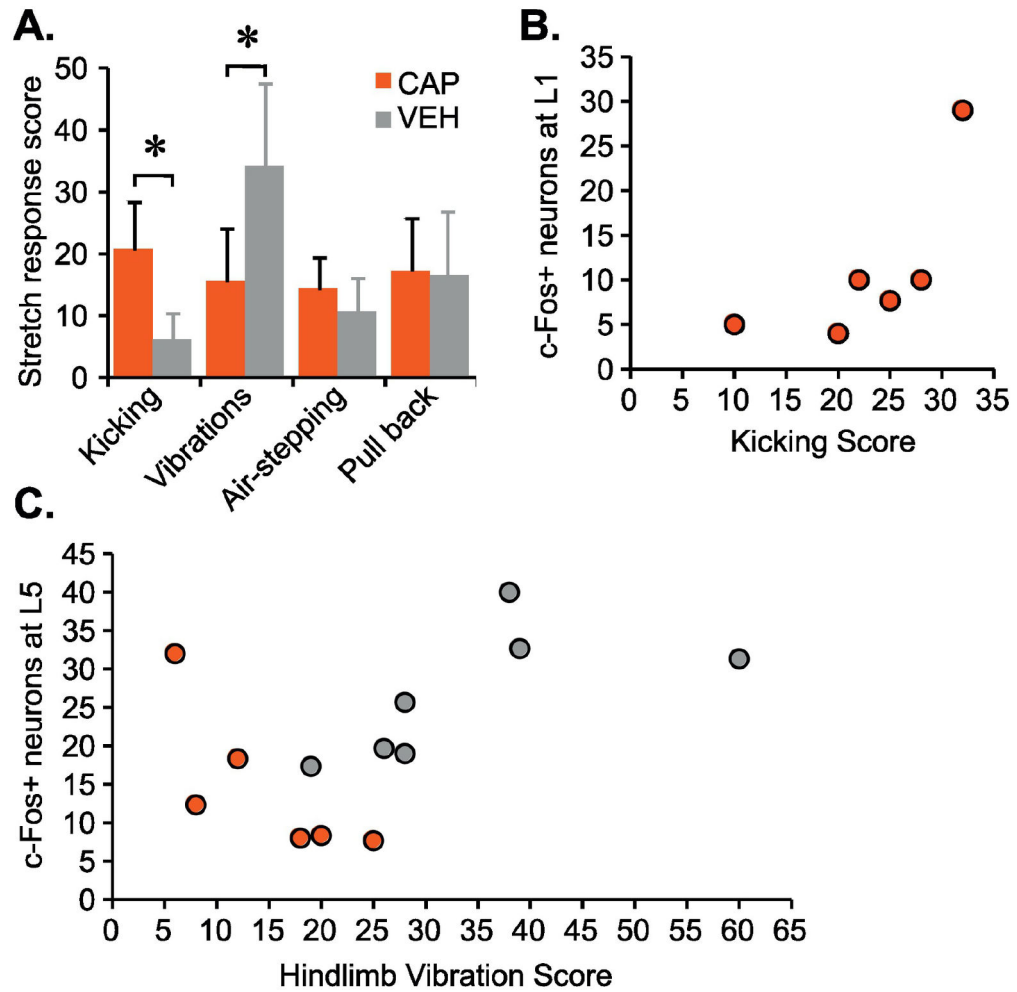 A.
*
*
50
40
30
20
10
0
Stretch response score
CAP
VEH
Kicking
Vibrations
Air-stepping
Pull back
B.
35
30
25
20
15
10
5
0
c-Fos+ neurons at L1
0 5 10 15 20 25 30 35
Kicking Score
C.
45
40
35
30
25
20
15
10
5
0
c-Fos+ neurons at L5
0 5 10 15 20 25 30 35 40 45 50 55 60 65
Hindlimb Vibration Score